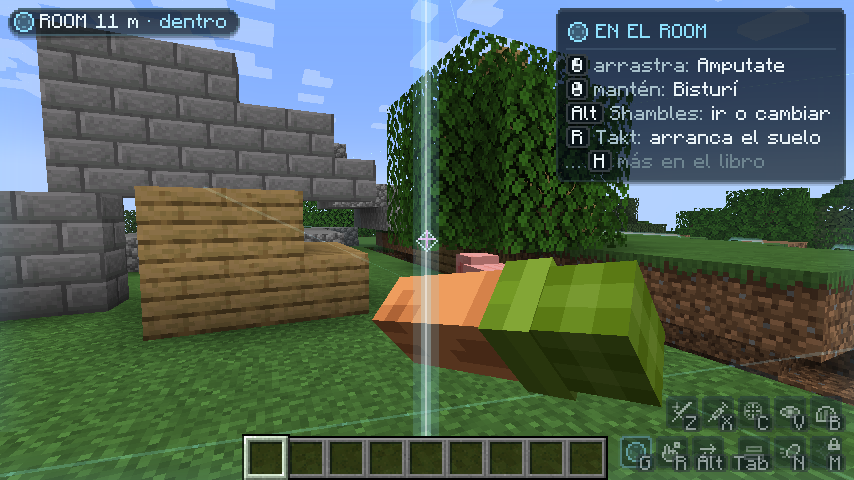 ROOM 11 m · dentro
EN EL ROOM
arrastra: Amputate
mantén: Bisturí
Alt Shambles: ir o cambiar
R Takt: arranca el suelo
....H más en el libro
Z X C V B
G R Alt Tab N M